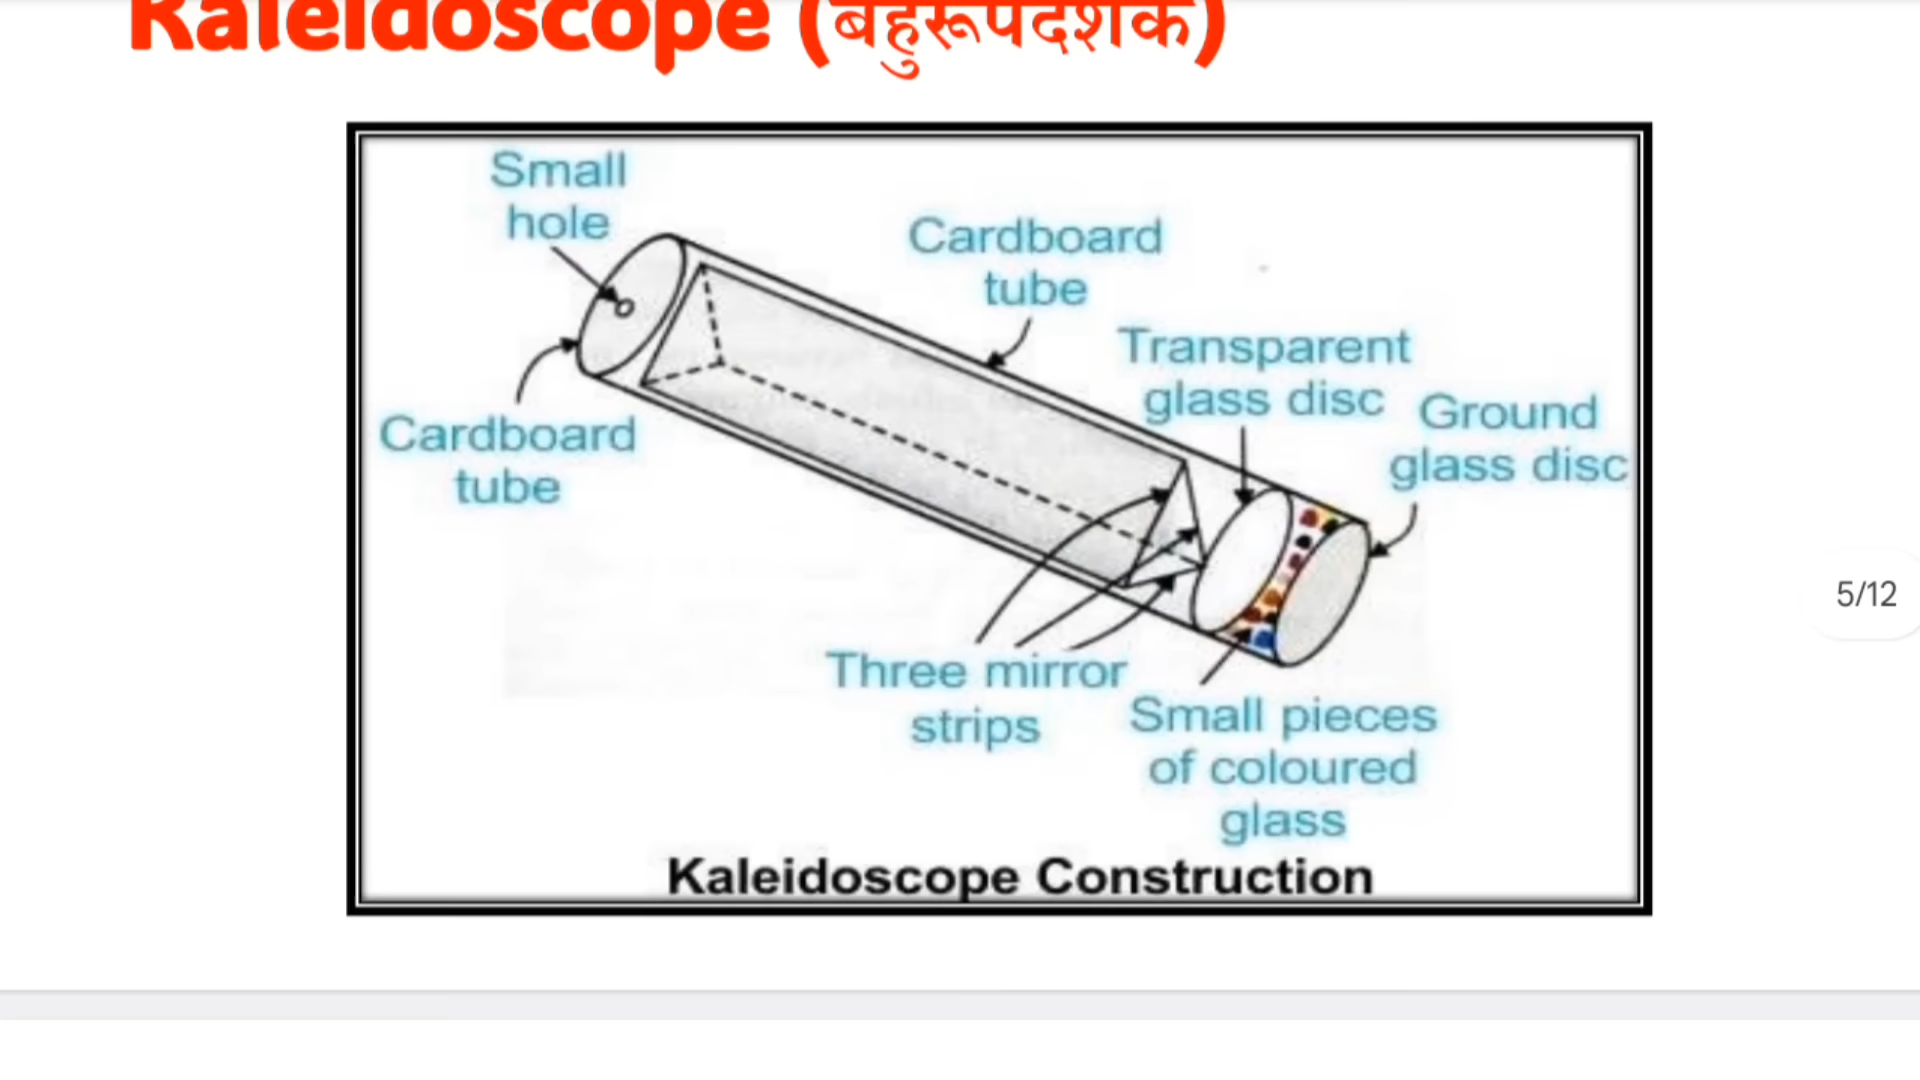 Kaleidoscope (बहुरूपदर्शक)
Small
hole
Cardboard
tube
Transparent
glass disc
Ground
glass disc
Cardboard
tube
Three mirror
strips
Small pieces
of coloured
glass
Kaleidoscope Construction
5/12